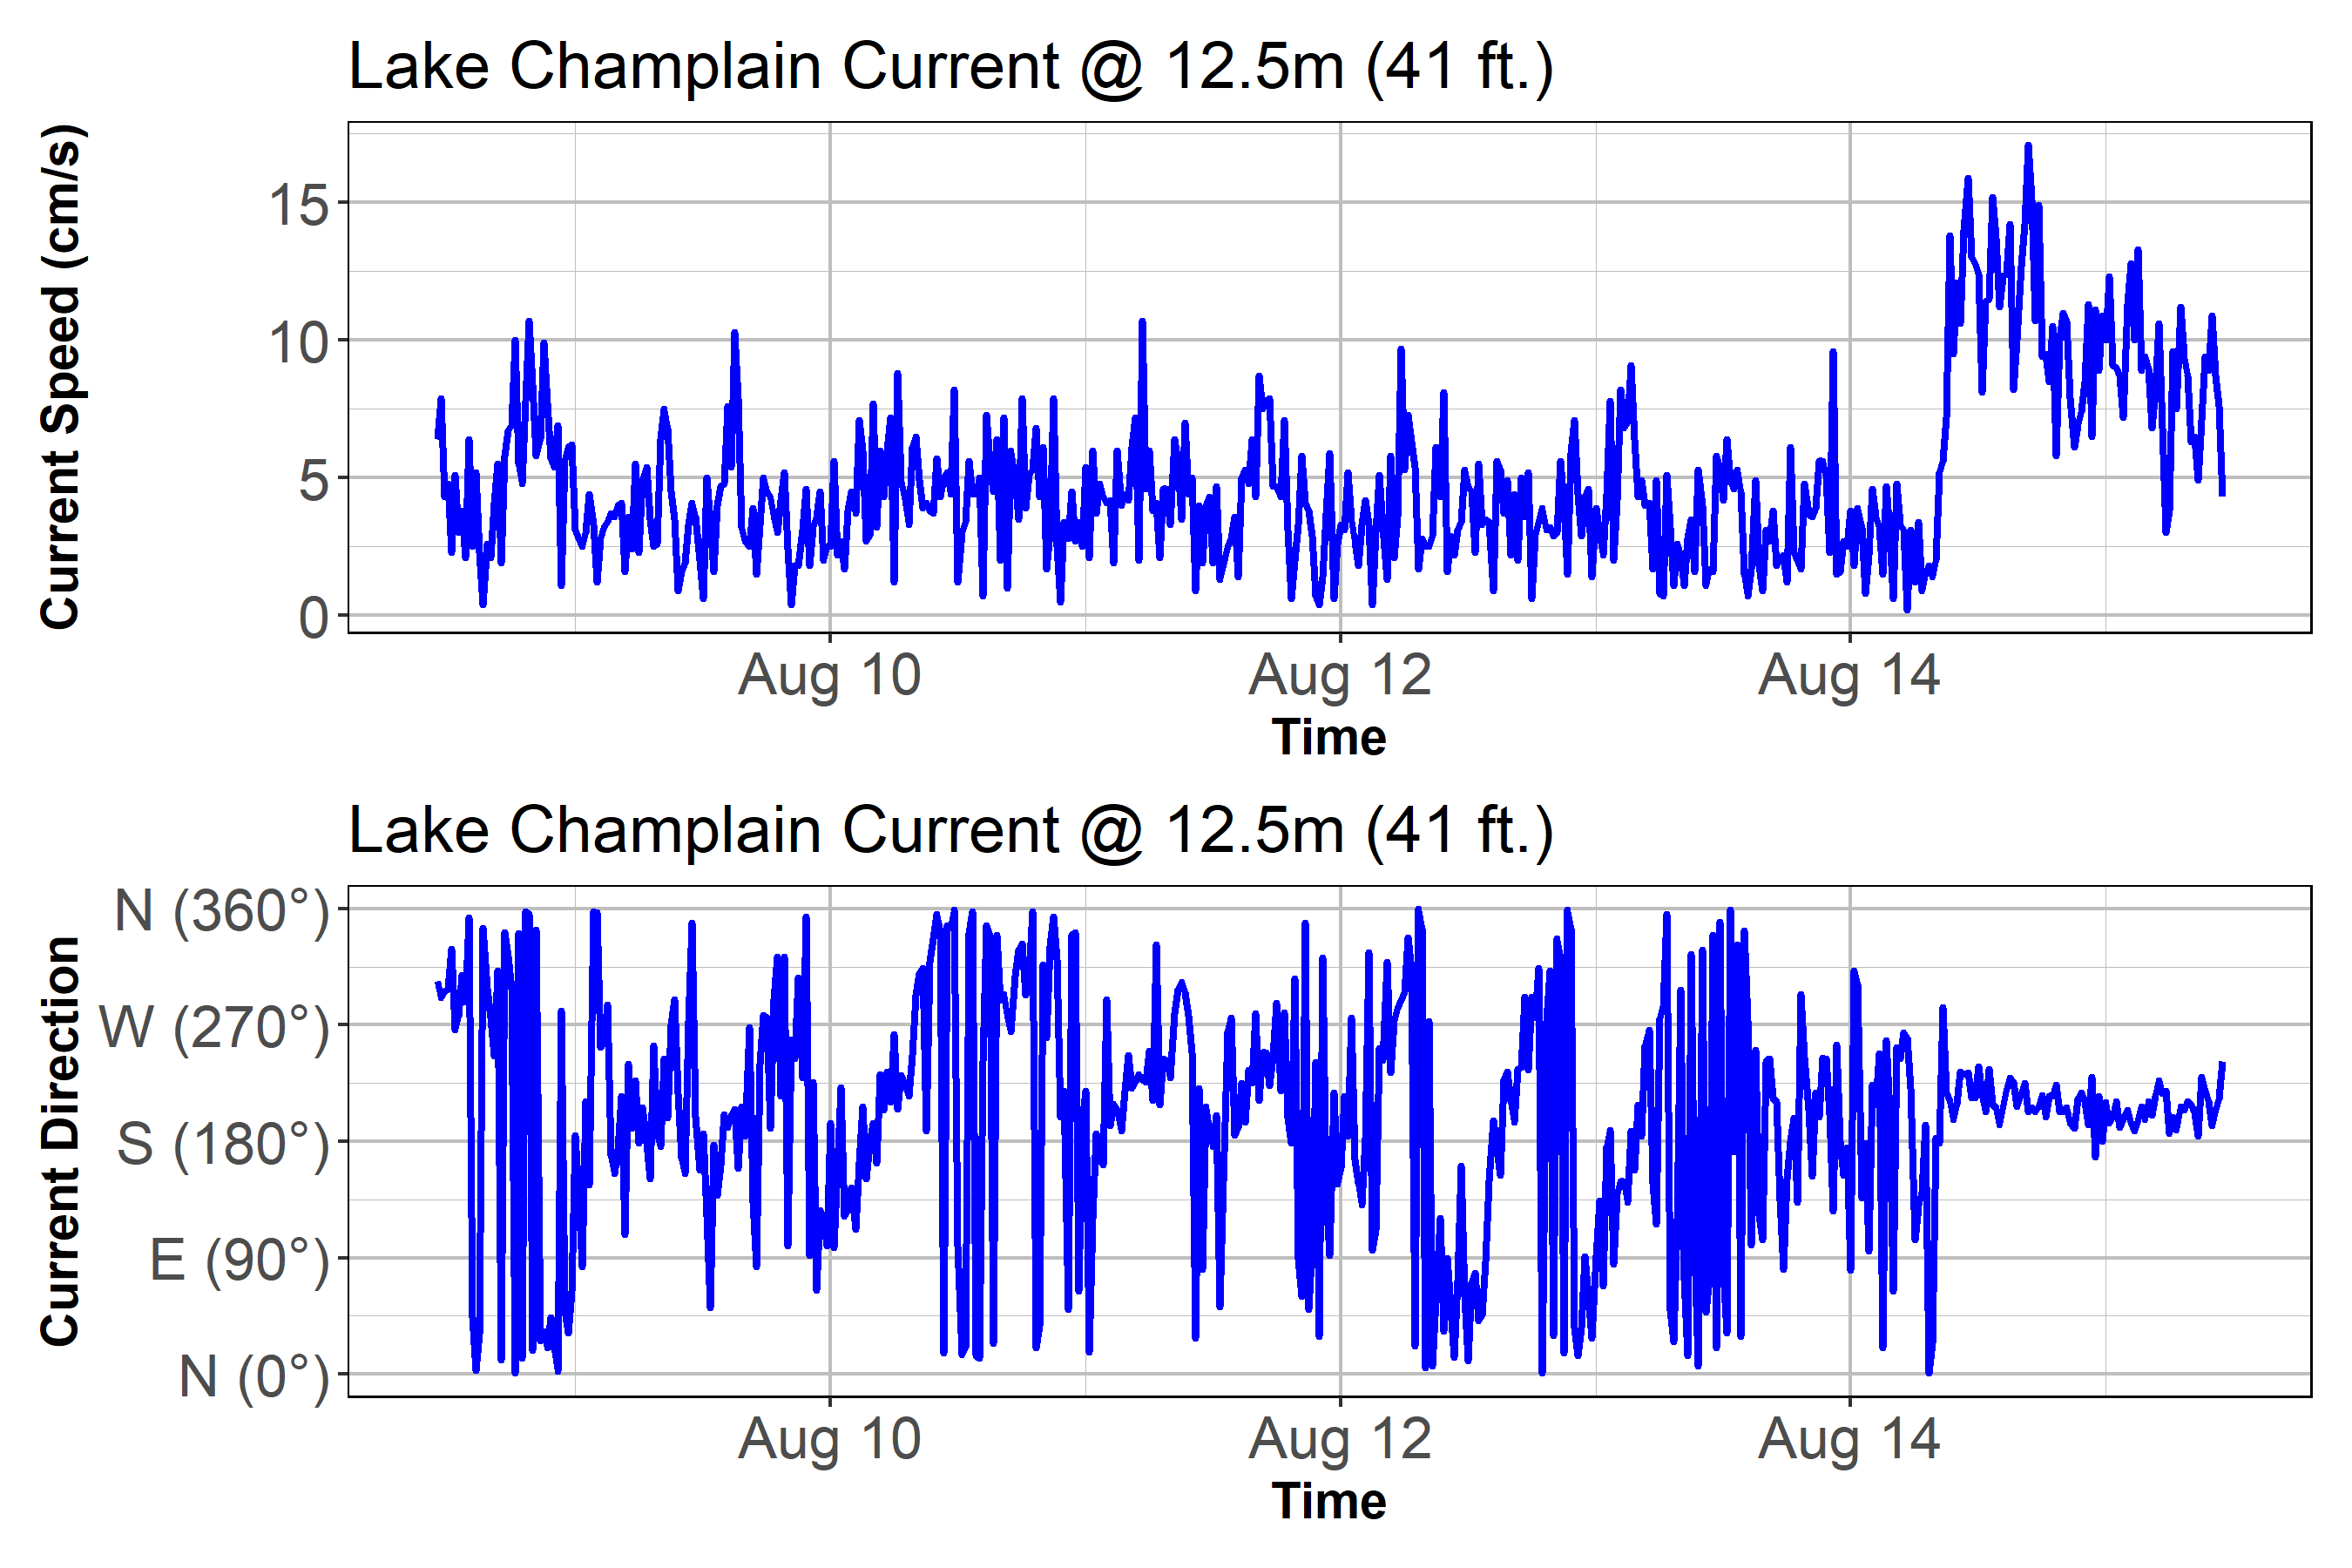 Lake Champlain Current @ 12.5m (41 ft.)
Current Speed (cm/s)
15
10
5
0
Aug 10 Aug 12 Aug 14
Time
Lake Champlain Current @ 12.5m (41 ft.)
Current Direction
N (360°)
W (270°)
S (180°)
E (90°)
N (0°)
Aug 10 Aug 12 Aug 14
Time